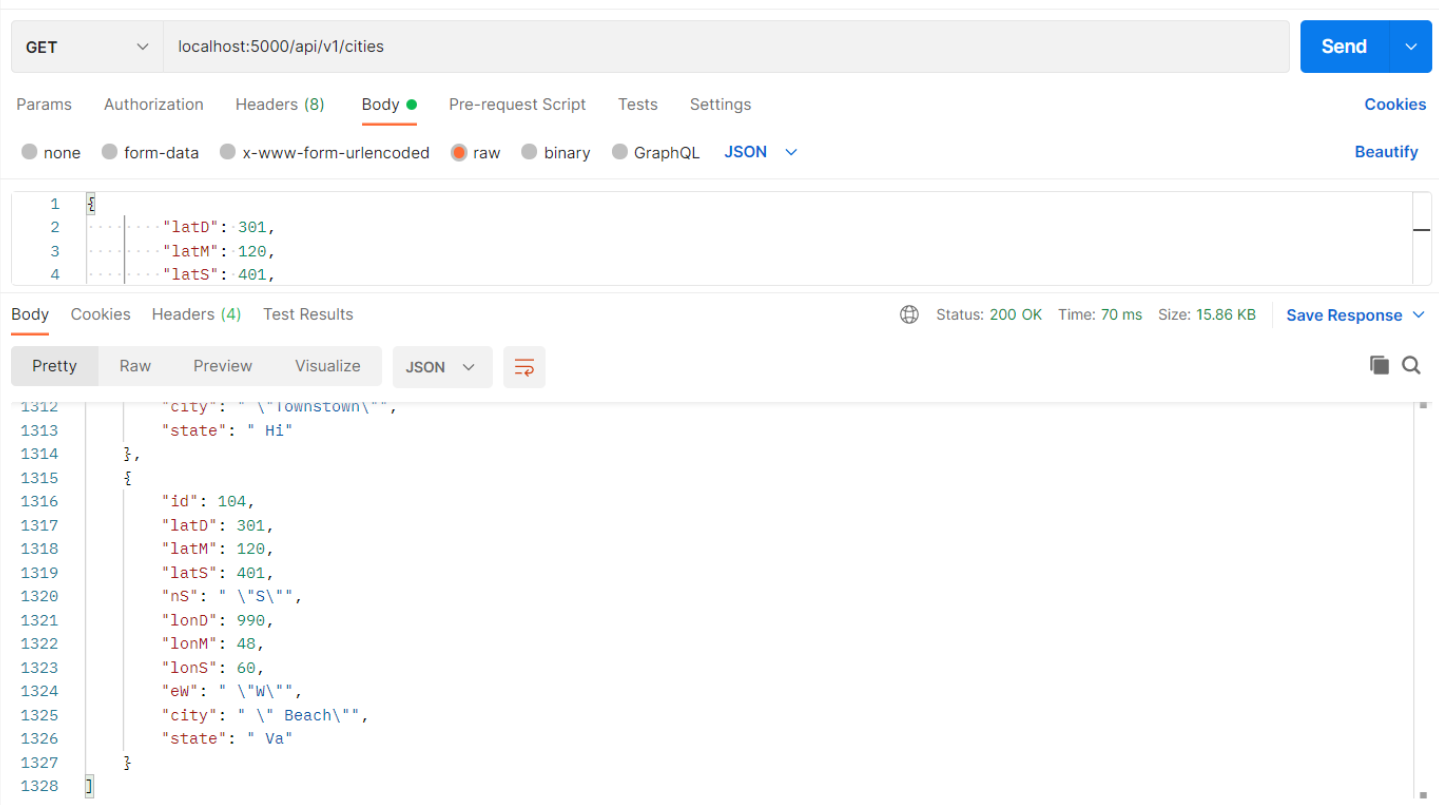 GET localhost:5000/api/v1/cities Send
Params Authorization Headers (8) Body Pre-request Script Tests Settings Cookies
none form-data x-www-form-urlencoded raw binary GraphQL JSON Beautify
1 {
2 "latD": 301,
3 "latM": 120,
4 "latS": 401,
Body Cookies Headers (4) Test Results Status: 200 OK Time: 70 ms Size: 15.86 KB Save Response
Pretty Raw Preview Visualize JSON
1312 "city": " \"Townstown\"",
1313 "state": " Hi"
1314 },
1315 {
1316 "id": 104,
1317 "latD": 301,
1318 "latM": 120,
1319 "latS": 401,
1320 "nS": " \"S\"",
1321 "lonD": 990,
1322 "lonM": 48,
1323 "lonS": 60,
1324 "eW": " \"W\"",
1325 "city": " \" Beach\"",
1326 "state": " Va"
1327 }
1328 ]